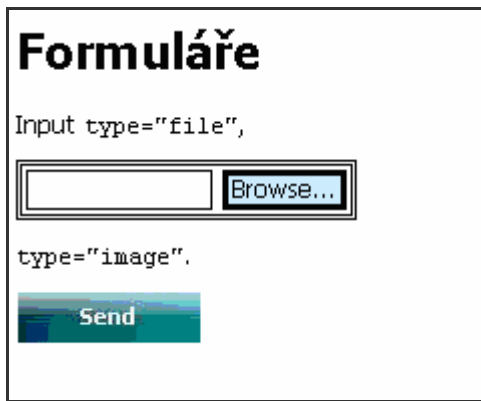 Formuláře
Input type="file",
Browse...
type="image".
Send